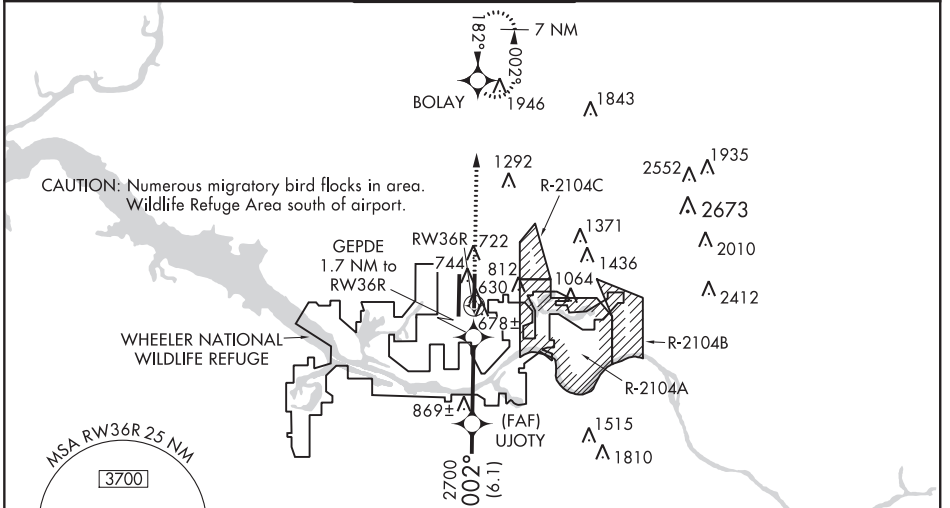 182°
002°
7 NM
BOLAY
1946
1843
CAUTION: Numerous migratory bird flocks in area.
Wildlife Refuge Area south of airport.
1292
2552
1935
R-2104C
2673
GEPDE
1.7 NM to
RW36R
RW36R
722
1371
2010
744
812
1436
630
1064
2412
678±
WHEELER NATIONAL
WILDLIFE REFUGE
R-2104B
R-2104A
869±
(FAF)
UJOTY
1515
1810
MSA RW36R 25 NM
3700
2700
002°
(6.1)